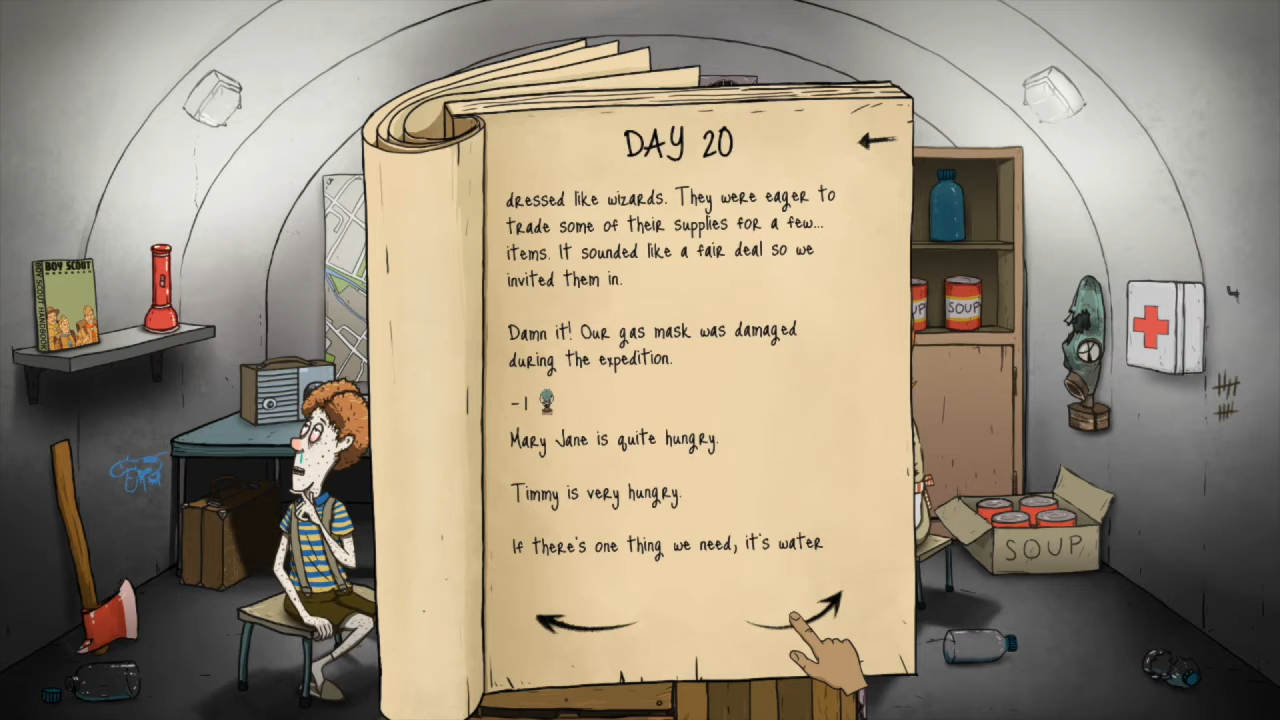 DAY 20
dressed like wizards. They were eager to
trade some of their supplies for a few...
items. It sounded like a fair deal so we
invited them in.
Damn it! Our gas mask was damaged
during the expedition.
-1
Mary Jane is quite hungry.
Timmy is very hungry.
If there's one thing we need, it's water
BOY SCOUT
BOY SCOUT HANDBOOK
SOUP
SOUP